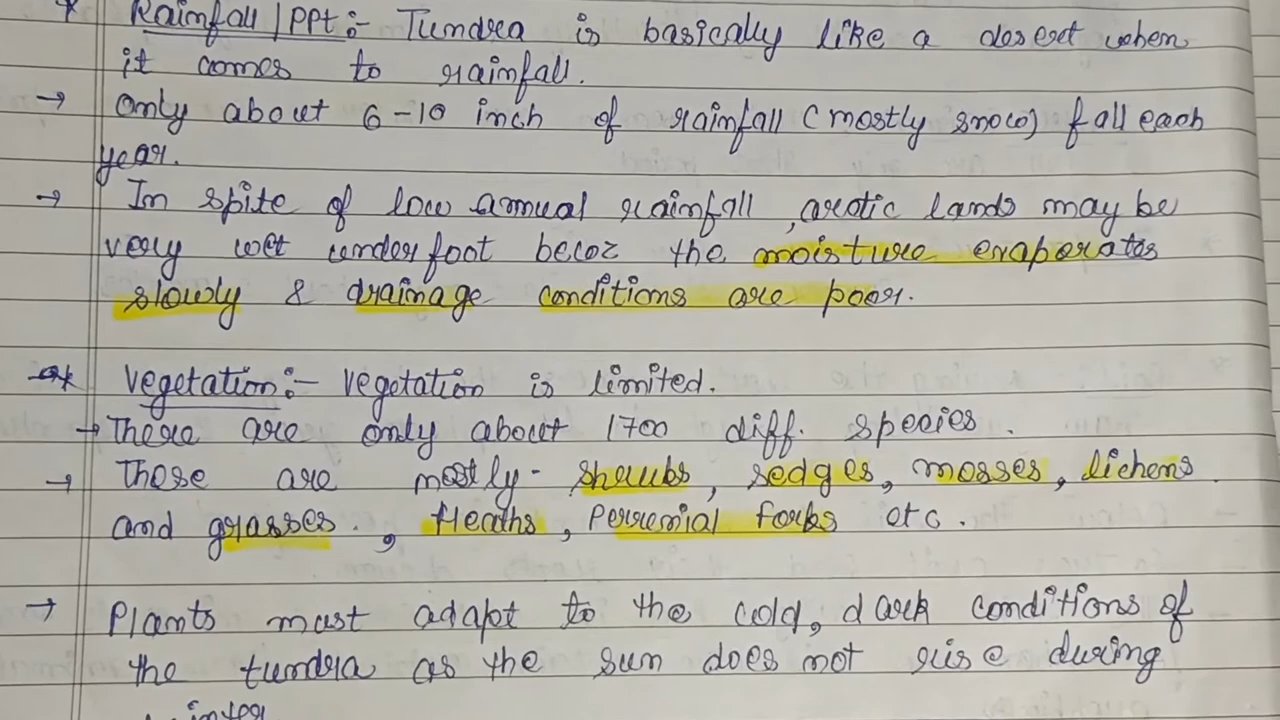 * Rainfall / PPt :- Tundra is basically like a desert when
it comes to rainfall.
→ Only about 6-10 inch of rainfall (mostly snow) fall each
year.
→ In spite of low annual rainfall, arctic lands may be
very wet underfoot becoz the moisture evaporates
slowly & drainage conditions are poor.
* Vegetation :- Vegetation is limited.
→ There are only about 1700 diff. species.
→ These are mostly - shrubs, sedges, mosses, lichens
and grasses. , Heaths, Perrenial forbs etc.
→ Plants must adapt to the cold, dark conditions of
the tundra as the sun does not rise during
winter